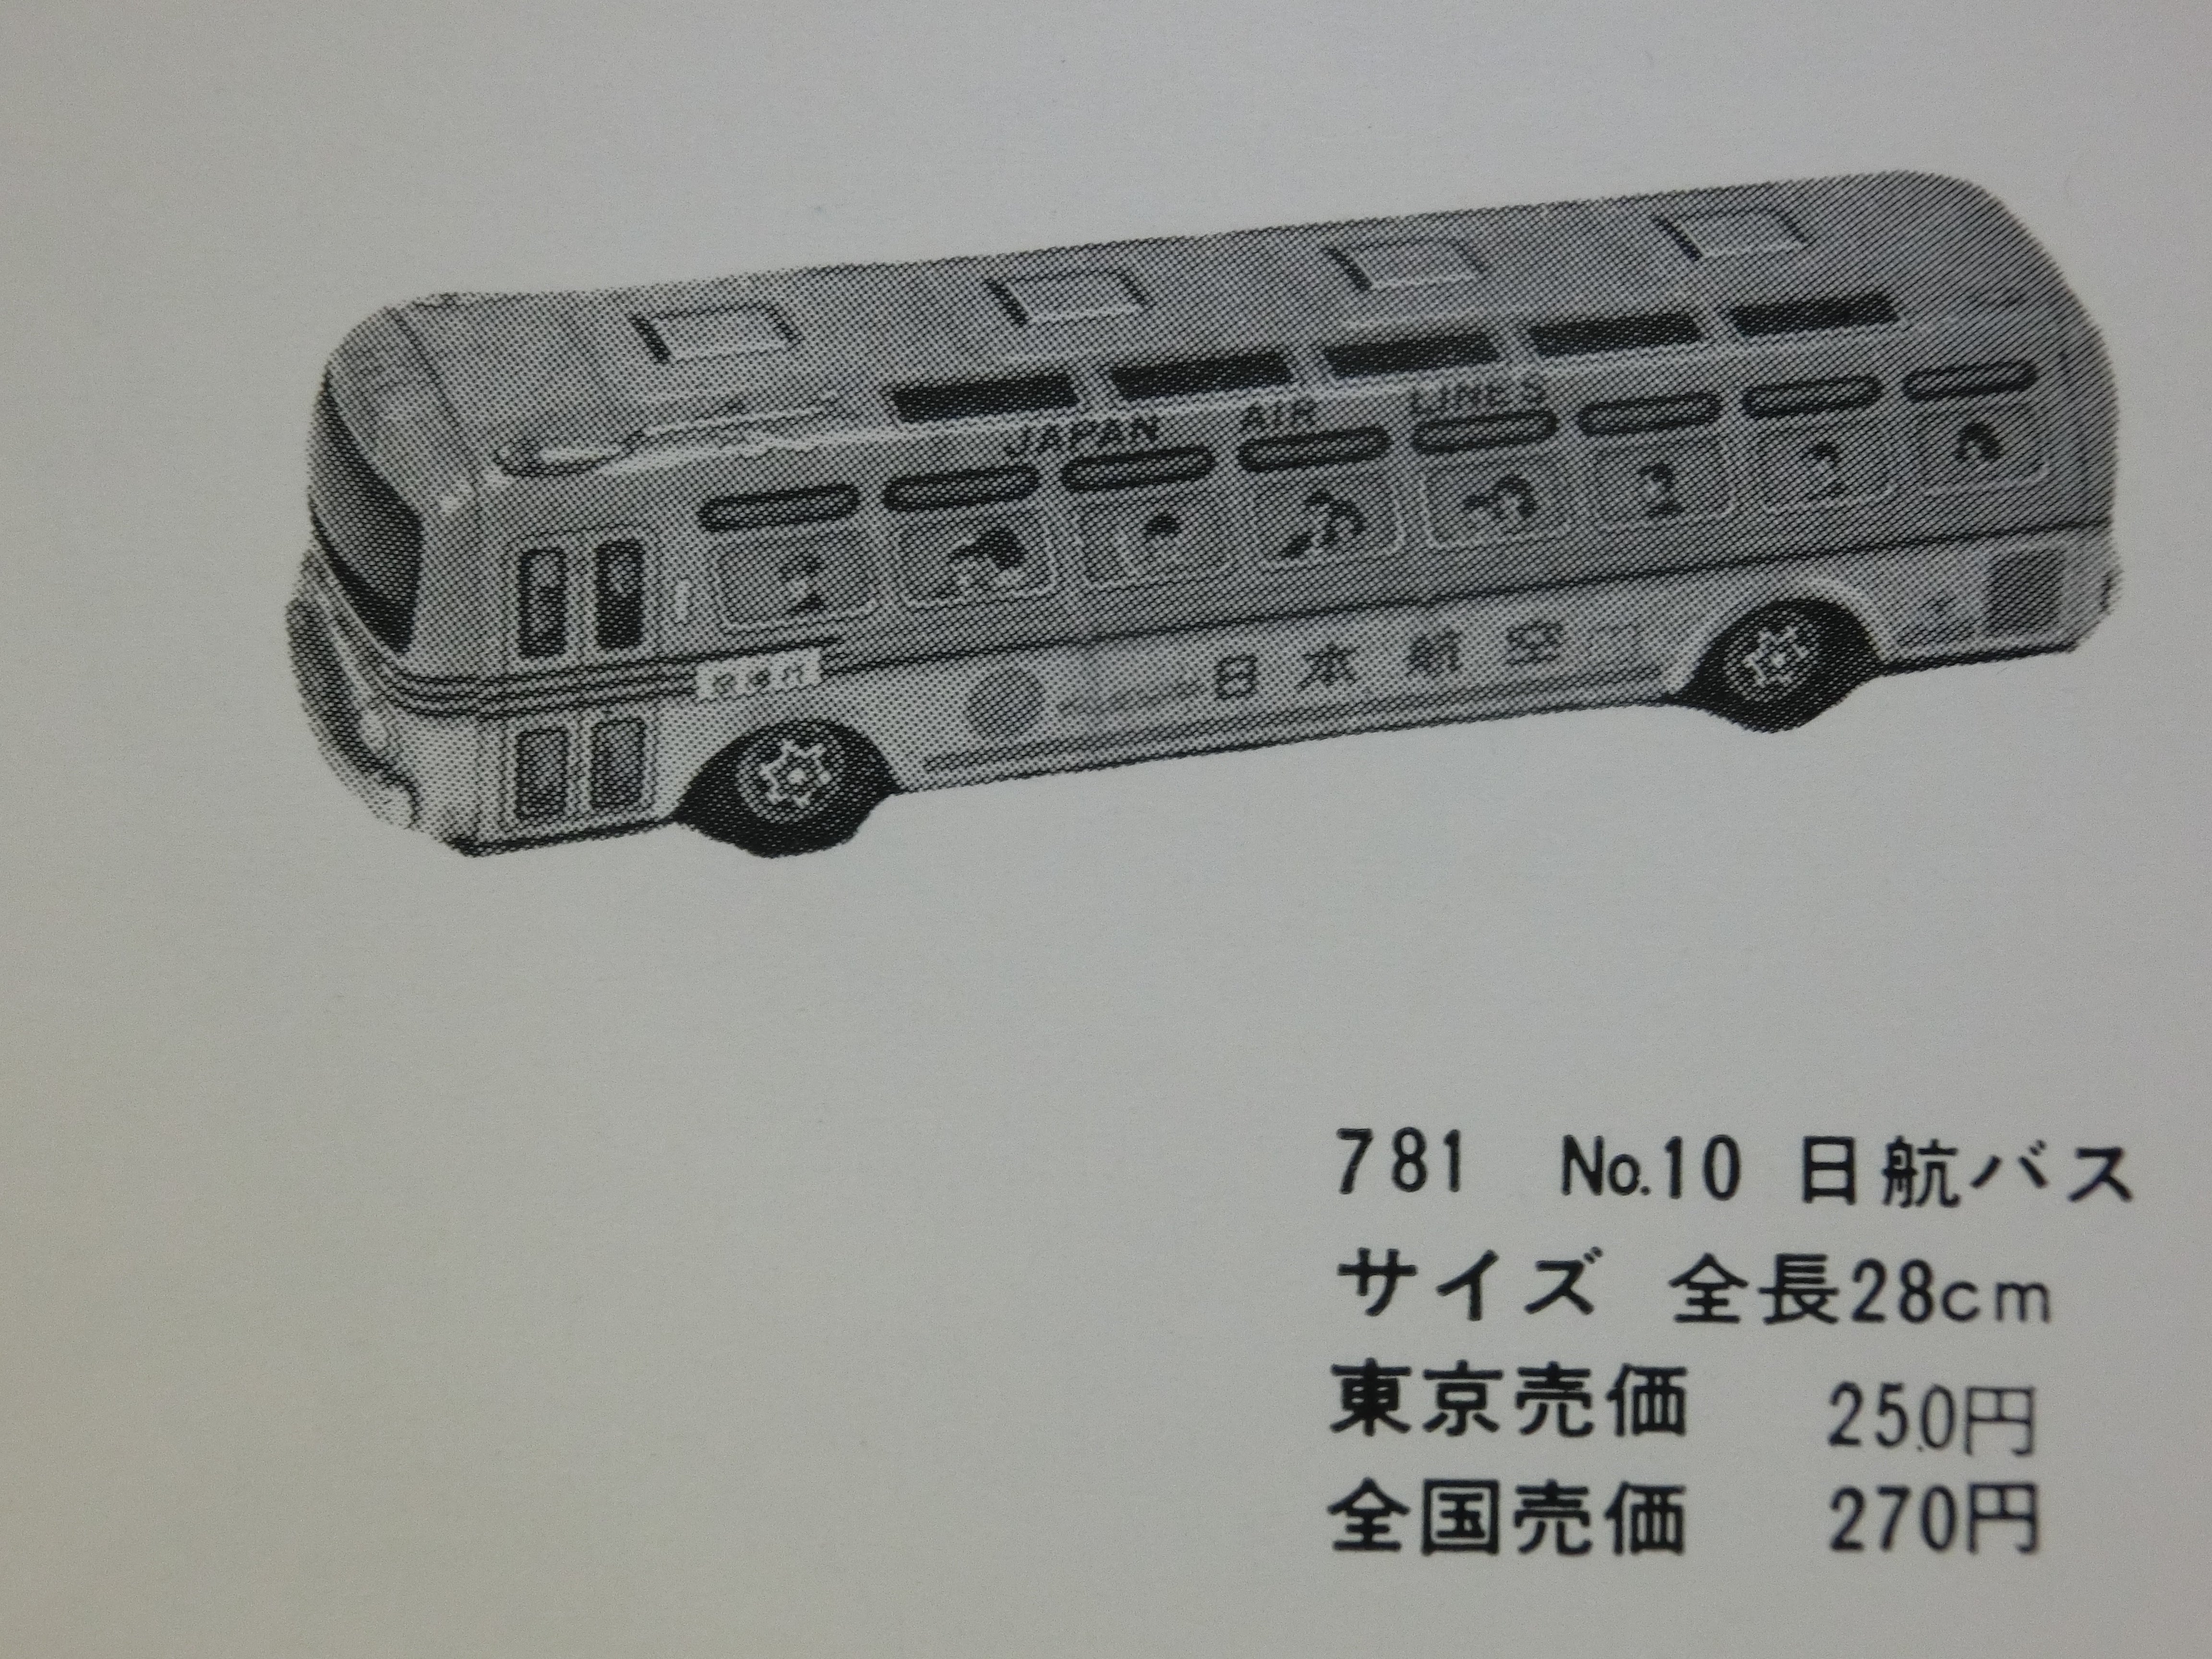 JAPAN AIR LINES
日本航空
781 No.10 日航バス
サイズ 全長28cm
東京売価 250円
全国売価 270円